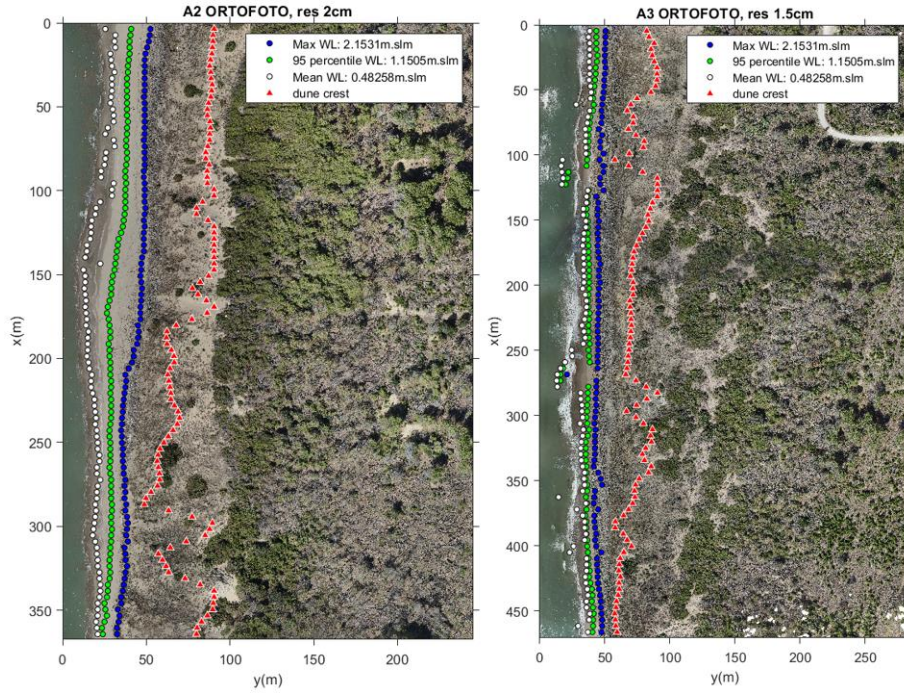 A2 ORTOFOTO, res 2cm
Max WL: 2.1531m.slm
95 percentile WL: 1.1505m.slm
Mean WL: 0.48258m.slm
dune crest
0
50
100
150
200
250
300
350
x(m)
0
50
100
150
200
y(m)
A3 ORTOFOTO, res 1.5cm
Max WL: 2.1531m.slm
95 percentile WL: 1.1505m.slm
Mean WL: 0.48258m.slm
dune crest
0
50
100
150
200
250
300
350
400
450
x(m)
0
50
100
150
200
250
y(m)